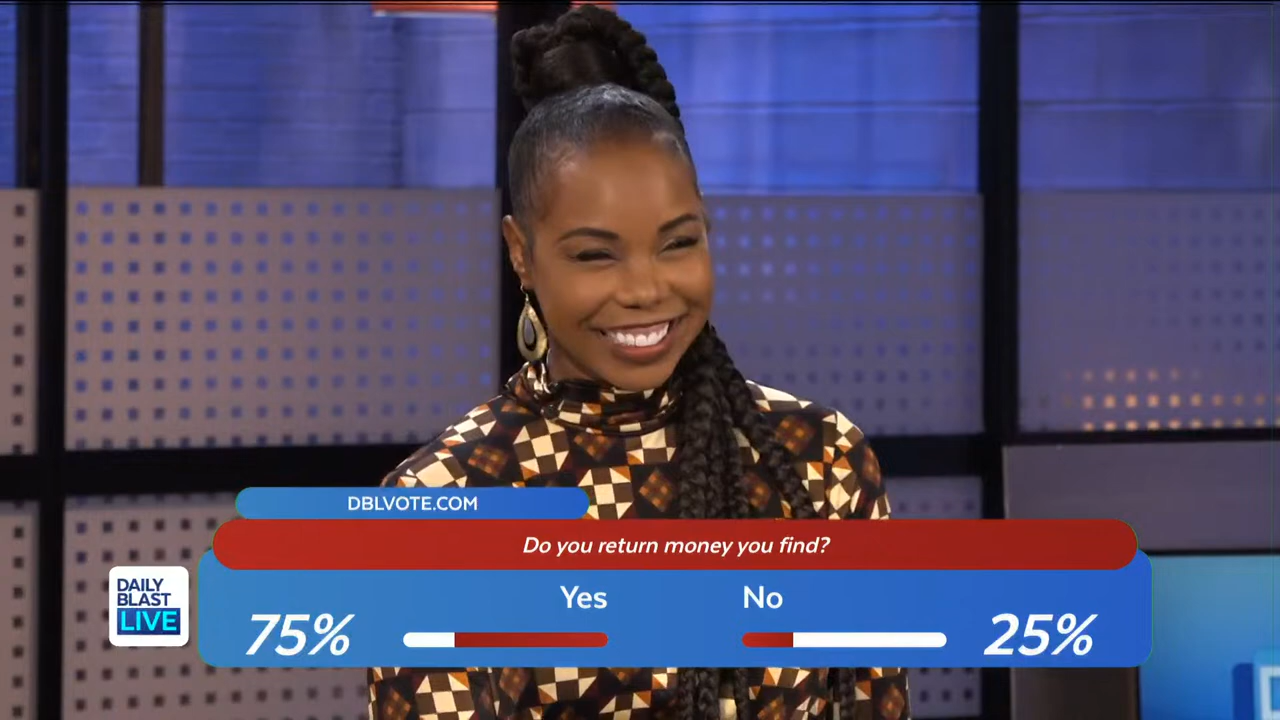 DBLVOTE.COM
Do you return money you find?
DAILY
BLAST
LIVE
Yes
No
75%
25%